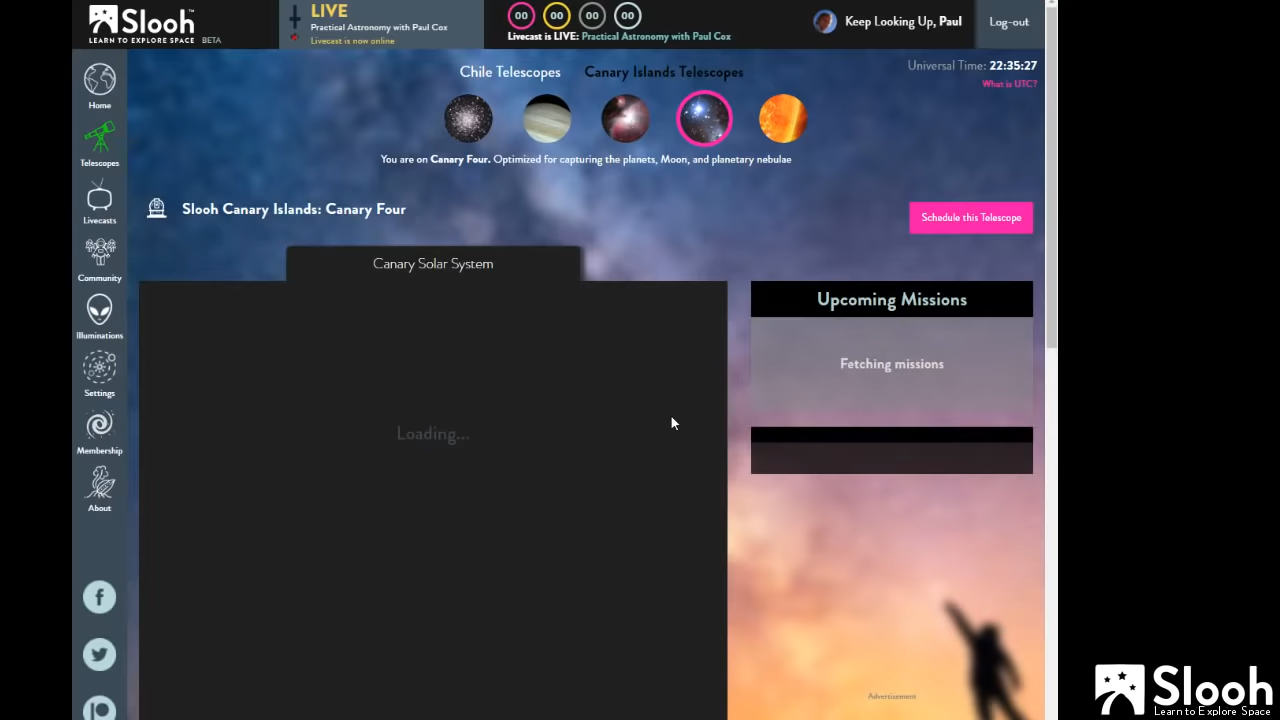 Slooh™
LEARN TO EXPLORE SPACE BETA
LIVE
Practical Astronomy with Paul Cox
Livecast is now online
00 00 00 00
Livecast is LIVE: Practical Astronomy with Paul Cox
Keep Looking Up, Paul
Log-out
Home
Telescopes
Livecasts
Community
Illuminations
Settings
Membership
About
Chile Telescopes Canary Islands Telescopes
Universal Time: 22:35:27
What is UTC?
You are on Canary Four. Optimized for capturing the planets, Moon, and planetary nebulae
Slooh Canary Islands: Canary Four
Schedule this Telescope
Canary Solar System
Loading...
Upcoming Missions
Fetching missions
Advertisement
Slooh
Learn to Explore Space